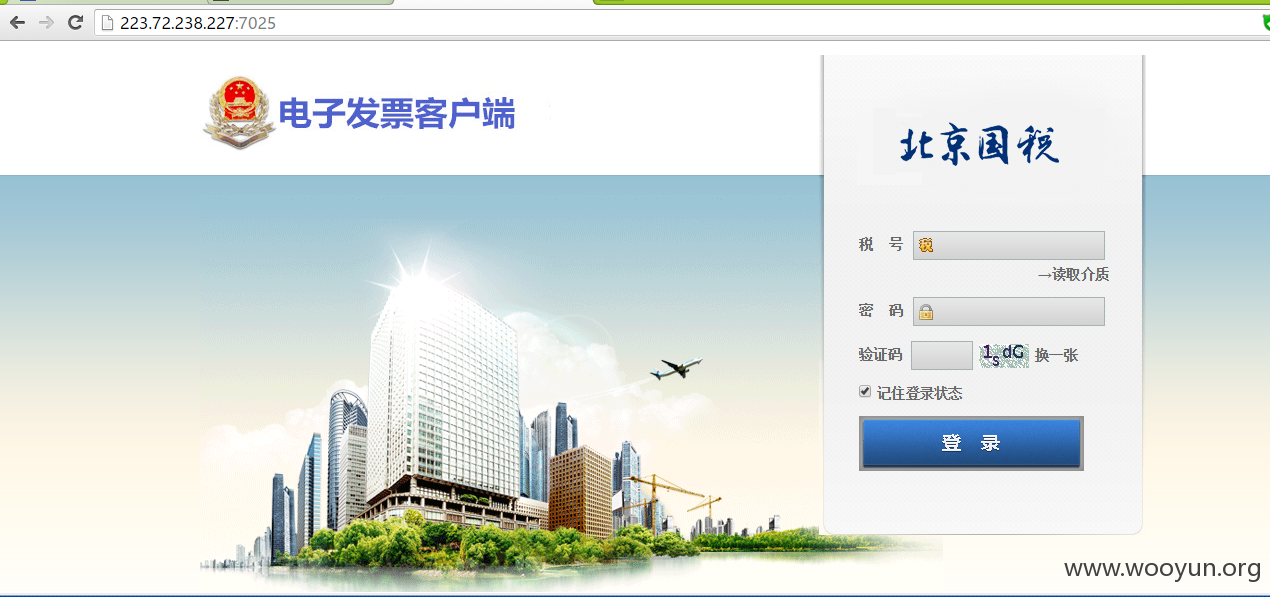 223.72.238.227:7025
电子发票客户端
北京国税
税 号
→读取介质
密 码
验证码 1sdG 换一张
记住登录状态
登 录
www.wooyun.org